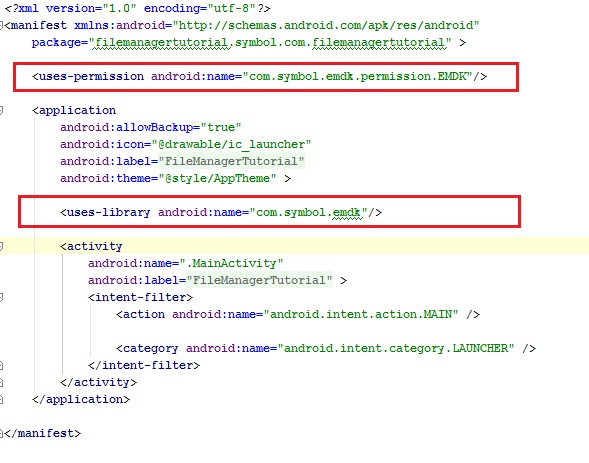 <?xml version="1.0" encoding="utf-8"?>
<manifest xmlns:android="http://schemas.android.com/apk/res/android"
package="filemanagertutorial.symbol.com.filemanagertutorial" >
<uses-permission android:name="com.symbol.emdk.permission.EMDK"/>
<application
android:allowBackup="true"
android:icon="@drawable/ic_launcher"
android:label="FileManagerTutorial"
android:theme="@style/AppTheme" >
<uses-library android:name="com.symbol.emdk"/>
<activity
android:name=".MainActivity"
android:label="FileManagerTutorial" >
<intent-filter>
<action android:name="android.intent.action.MAIN" />
<category android:name="android.intent.category.LAUNCHER" />
</intent-filter>
</activity>
</application>
</manifest>